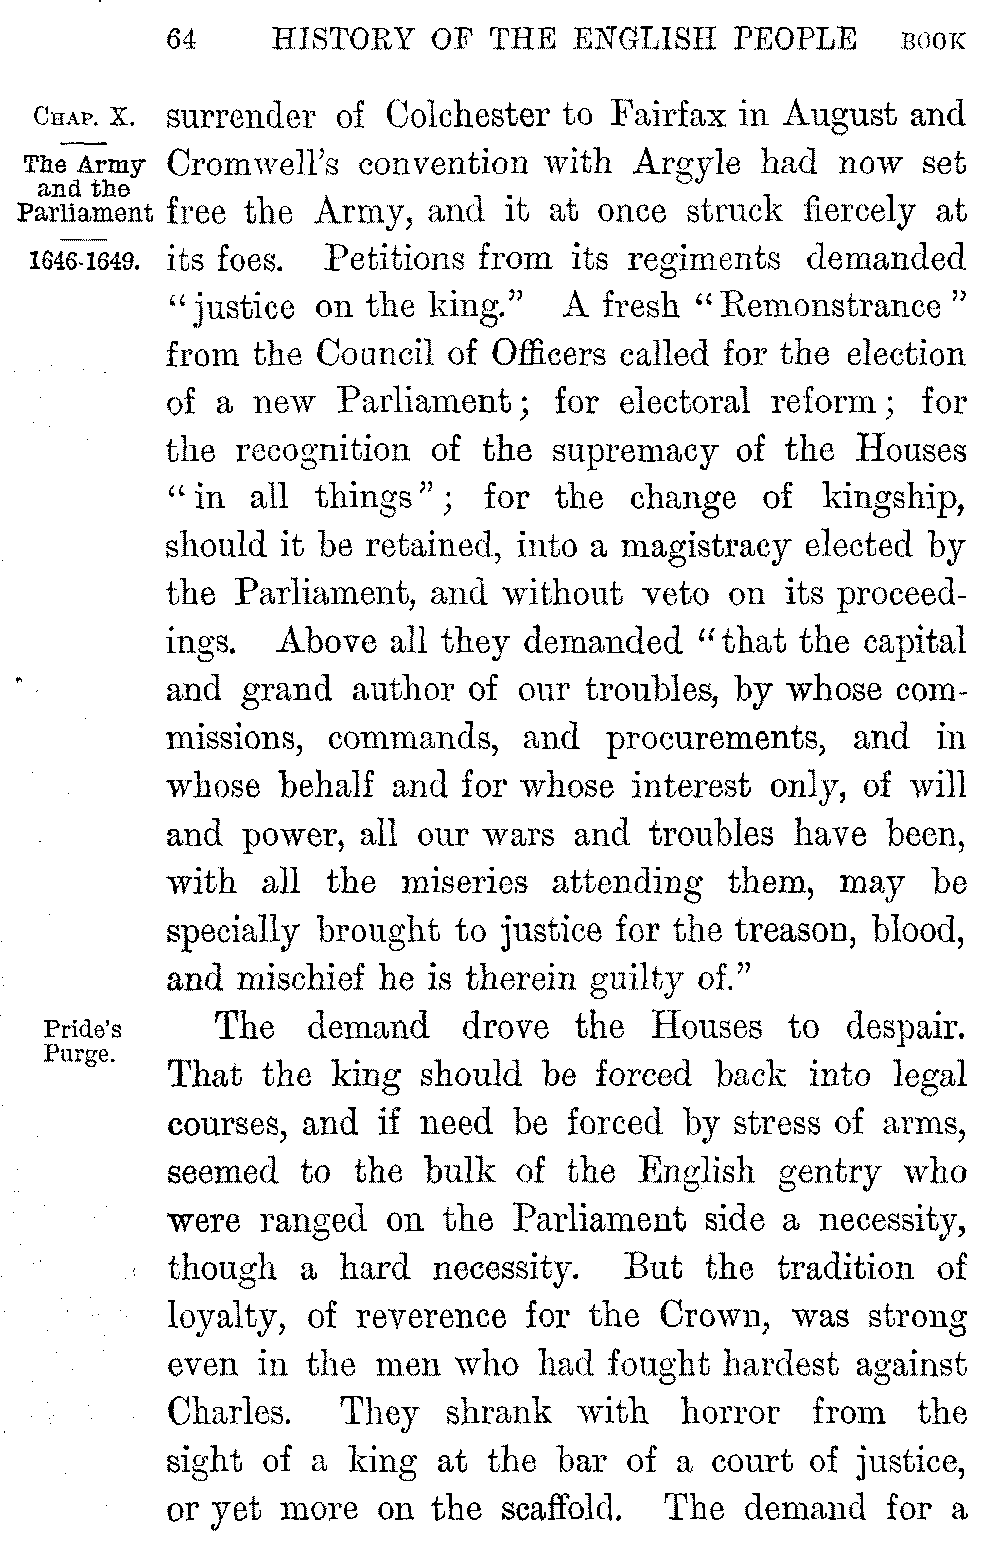 64 HISTORY OF THE ENGLISH PEOPLE BOOK
CHAP. X.
The Army
and the
Parliament
1646-1649.
surrender of Colchester to Fairfax in August and
Cromwell's convention with Argyle had now set
free the Army, and it at once struck fiercely at
its foes. Petitions from its regiments demanded
"justice on the king." A fresh "Remonstrance"
from the Council of Officers called for the election
of a new Parliament; for electoral reform; for
the recognition of the supremacy of the Houses
"in all things"; for the change of kingship,
should it be retained, into a magistracy elected by
the Parliament, and without veto on its proceed-
ings. Above all they demanded "that the capital
and grand author of our troubles, by whose com-
missions, commands, and procurements, and in
whose behalf and for whose interest only, of will
and power, all our wars and troubles have been,
with all the miseries attending them, may be
specially brought to justice for the treason, blood,
and mischief he is therein guilty of."
Pride's
Purge.
The demand drove the Houses to despair.
That the king should be forced back into legal
courses, and if need be forced by stress of arms,
seemed to the bulk of the English gentry who
were ranged on the Parliament side a necessity,
though a hard necessity. But the tradition of
loyalty, of reverence for the Crown, was strong
even in the men who had fought hardest against
Charles. They shrank with horror from the
sight of a king at the bar of a court of justice,
or yet more on the scaffold. The demand for a